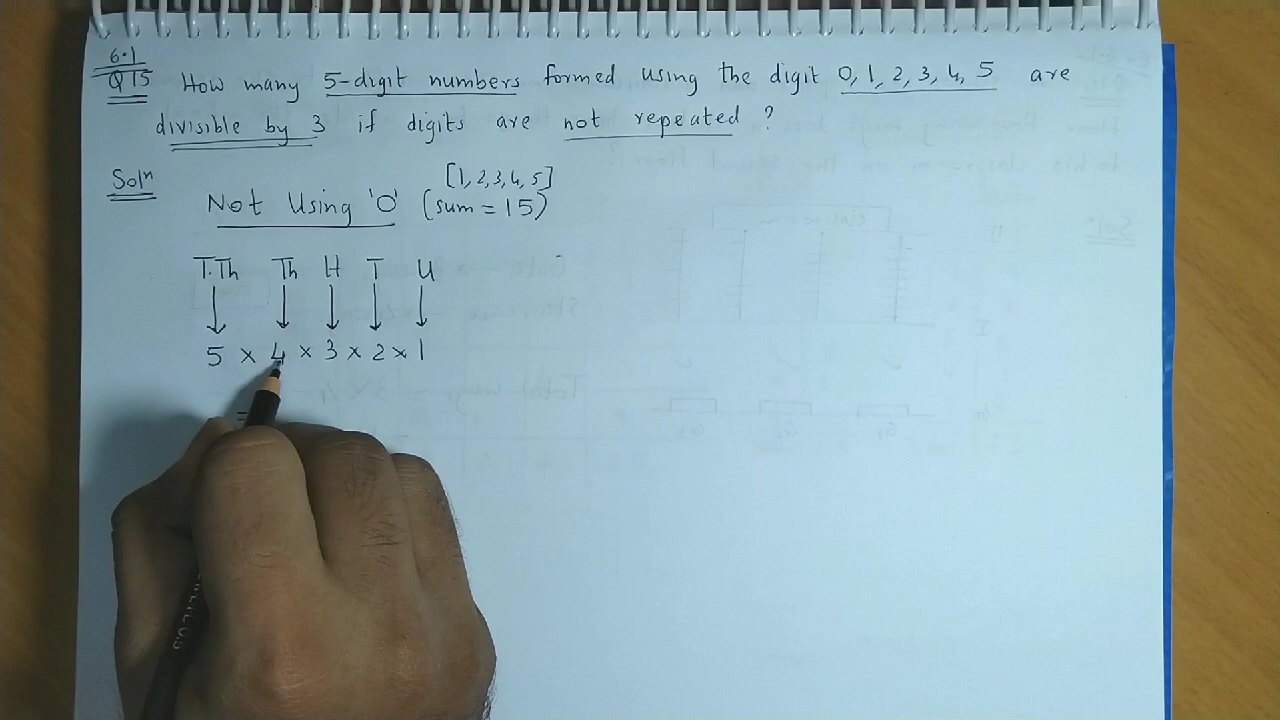 6.1
Q15 How many 5-digit numbers formed using the digit 0, 1, 2, 3, 4, 5 are
divisible by 3 if digits are not repeated ?
Solⁿ
[1, 2, 3, 4, 5]
Not Using '0' (sum = 15)
T.Th Th H T U
5 × 4 × 3 × 2 × 1
=